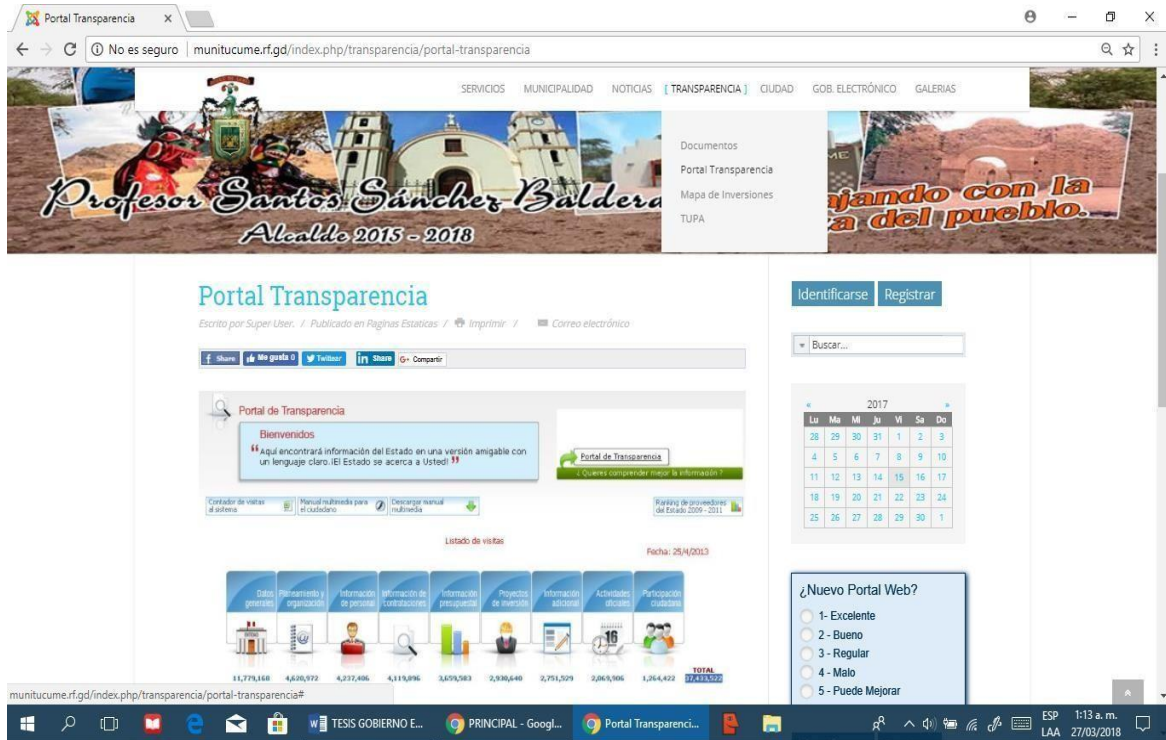 Portal Transparencia
No es seguro | munitucume.rf.gd/index.php/transparencia/portal-transparencia
SERVICIOS MUNICIPALIDAD NOTICIAS [ TRANSPARENCIA ] CIUDAD GOB. ELECTRÓNICO GALERIAS
Documentos
Portal Transparencia
Mapa de Inversiones
TUPA
Profesor Santos Sánchez Baldera
Alcalde 2015 - 2018
ajando con la
a del pueblo.
Portal Transparencia
Escrito por Super User. / Publicado en Paginas Estaticas / Imprimir / Correo electrónico
Share Me gusta 0 Twittear Share G+ Compartir
Portal de Transparencia
Bienvenidos
Aquí encontrará información del Estado en una versión amigable con
un lenguaje claro.!El Estado se acerca a Usted!
Portal de Transparencia
¿ Quieres comprender mejor la información ?
Contador de visitas
al sistema
Manual multimedia para
el ciudadano
Descargar manual
multimedia
Ranking de proveedores
del Estado 2009 - 2011
Listado de visitas
Fecha: 25/4/2013
Datos
generales
Planeamiento y
organización
Información
de personal
Información de
contrataciones
Información
presupuestal
Proyectos
de inversión
Información
adicional
Actividades
oficiales
Participación
ciudadana
16
TOTAL
11,779,168 4,620,972 4,237,486 4,119,096 3,659,583 2,930,640 2,751,529 2,069,906 1,264,422 37,433,522
Identificarse Registrar
Buscar...
« 2017 »
Lu Ma Mi Ju Vi Sa Do
28 29 30 31 1 2 3
4 5 6 7 8 9 10
11 12 13 14 15 16 17
18 19 20 21 22 23 24
25 26 27 28 29 30 1
¿Nuevo Portal Web?
1- Excelente
2 - Bueno
3 - Regular
4 - Malo
5 - Puede Mejorar
munitucume.rf.gd/index.php/transparencia/portal-transparencia#
TESIS GOBIERNO E... PRINCIPAL - Googl... Portal Transparenci...
ESP 1:13 a. m.
LAA 27/03/2018